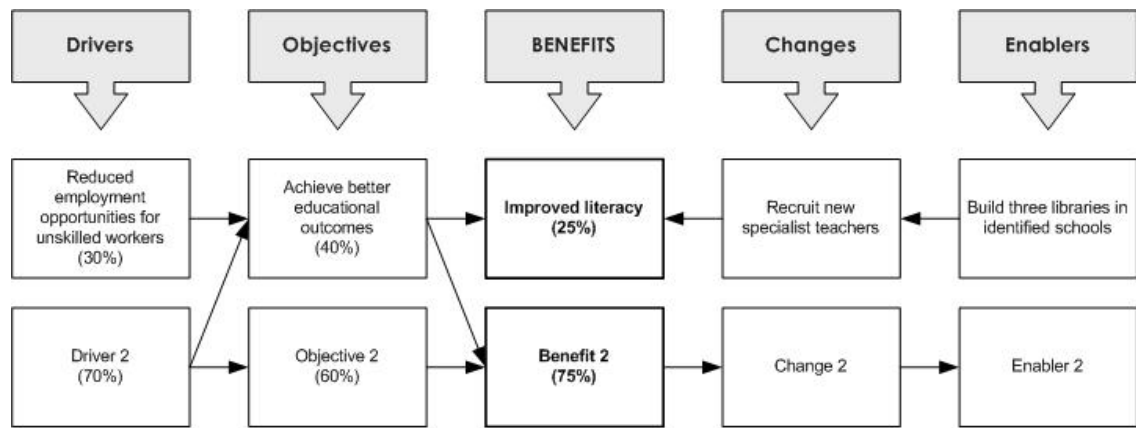 Drivers
Objectives
BENEFITS
Changes
Enablers
Reduced
employment
opportunities for
unskilled workers
(30%)
Achieve better
educational
outcomes
(40%)
Improved literacy
(25%)
Recruit new
specialist teachers
Build three libraries in
identified schools
Driver 2
(70%)
Objective 2
(60%)
Benefit 2
(75%)
Change 2
Enabler 2